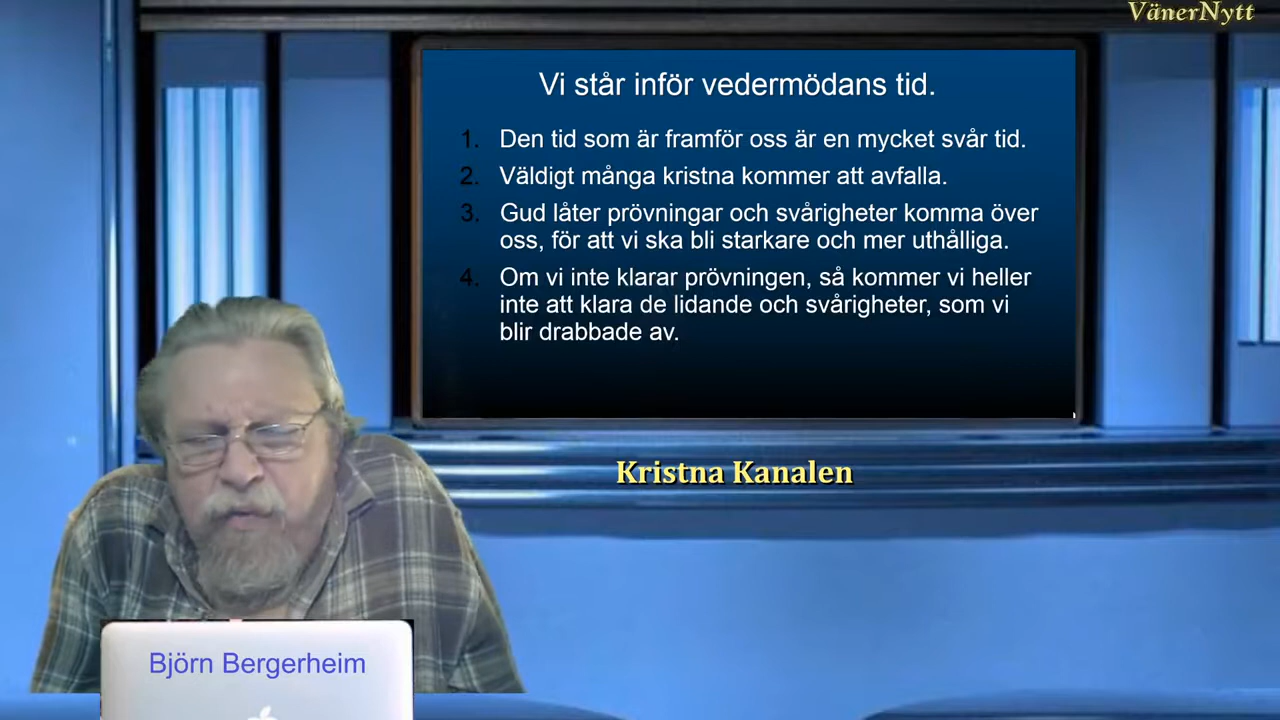 VänerNytt
Vi står inför vedermödans tid.
1. Den tid som är framför oss är en mycket svår tid.
2. Väldigt många kristna kommer att avfalla.
3. Gud låter prövningar och svårigheter komma över
oss, för att vi ska bli starkare och mer uthålliga.
4. Om vi inte klarar prövningen, så kommer vi heller
inte att klara de lidande och svårigheter, som vi
blir drabbade av.
Kristna Kanalen
Björn Bergerheim